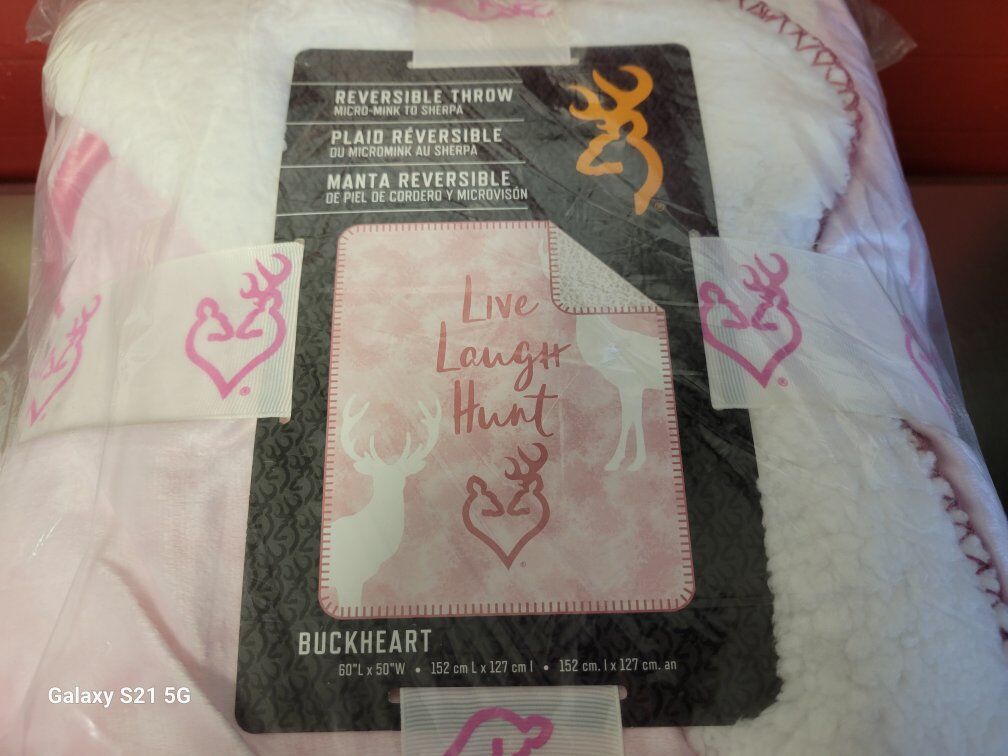 REVERSIBLE THROW
MICRO-MINK TO SHERPA
PLAID RÉVERSIBLE
DU MICROMINK AU SHERPA
MANTA REVERSIBLE
DE PIEL DE CORDERO Y MICROVISÓN
Live
Laugh
Hunt
BUCKHEART
60"L x 50"W • 152 cm L x 127 cm l • 152 cm. l x 127 cm. an
Galaxy S21 5G